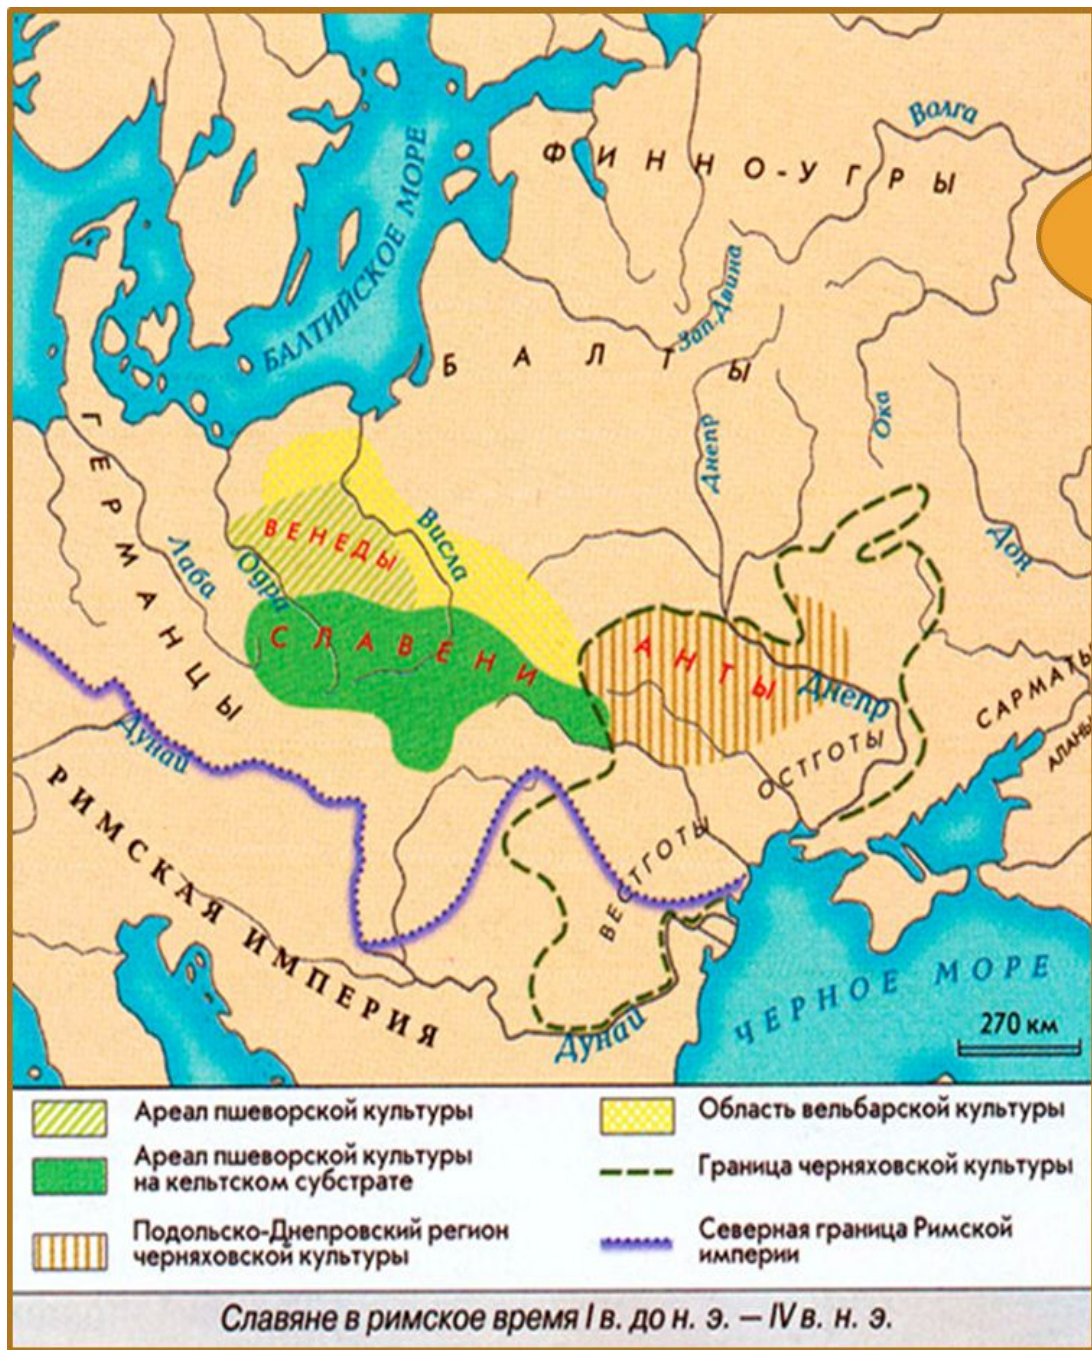 Волга
ФИННО-УГРЫ
БАЛТИЙСКОЕ МОРЕ
Зап. Двина
БАЛТЫ
Днепр
Ока
ГЕРМАНЦЫ
Лаба
Одра
ВЕНЕДЫ
Висла
Дон
СЛАВЕНИ
АНТЫ
Днепр
САРМАТЫ
АЛАНЫ
ОСТГОТЫ
Дунай
РИМСКАЯ ИМПЕРИЯ
ВЕСТГОТЫ
ЧЕРНОЕ МОРЕ
270 км
Дунай
Ареал пшеворской культуры
Ареал пшеворской культуры
на кельтском субстрате
Подольско-Днепровский регион
черняховской культуры
Область вельбарской культуры
Граница черняховской культуры
Северная граница Римской
империи
Славяне в римское время I в. до н. э. — IV в. н. э.